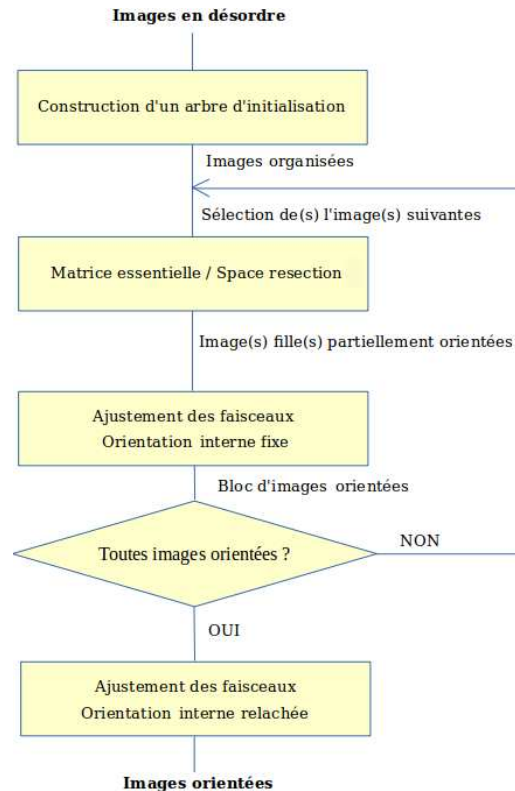 Images en désordre
Construction d'un arbre d'initialisation
Images organisées
Sélection de(s) l'image(s) suivantes
Matrice essentielle / Space resection
Image(s) fille(s) partiellement orientées
Ajustement des faisceaux
Orientation interne fixe
Bloc d'images orientées
Toutes images orientées ?
NON
OUI
Ajustement des faisceaux
Orientation interne relachée
Images orientées